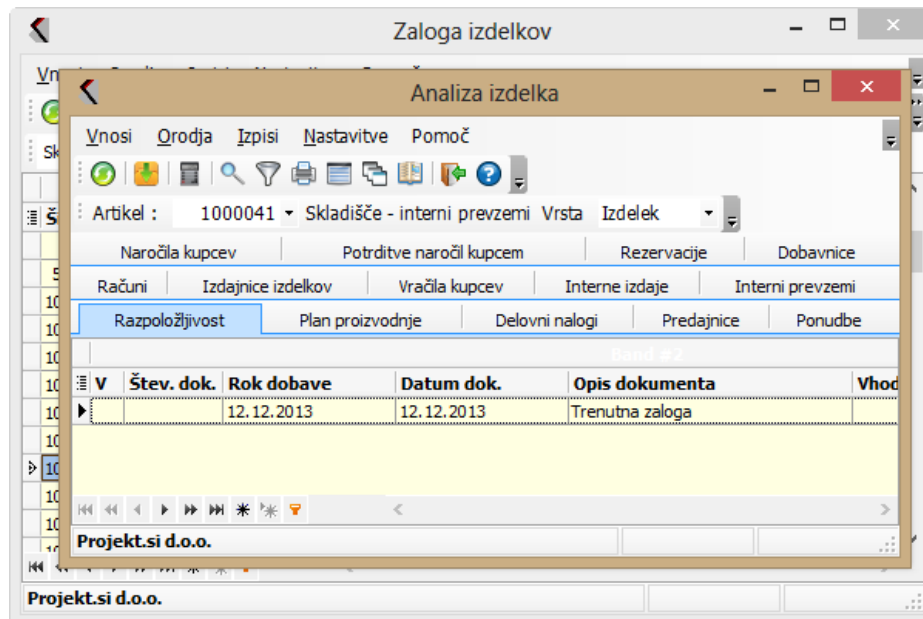 Zaloga izdelkov
Analiza izdelka
Vnosi Orodja Izpisi Nastavitve Pomoč
Artikel : 1000041 Skladišče - interni prevzemi Vrsta Izdelek
Naročila kupcev Potrditve naročil kupcem Rezervacije Dobavnice
Računi Izdajnice izdelkov Vračila kupcev Interne izdaje Interni prevzemi
Razpoložljivost Plan proizvodnje Delovni nalogi Predajnice Ponudbe
Band #2
V Štev. dok. Rok dobave Datum dok. Opis dokumenta Vhod
12.12.2013 12.12.2013 Trenutna zaloga
Projekt.si d.o.o.
Projekt.si d.o.o.